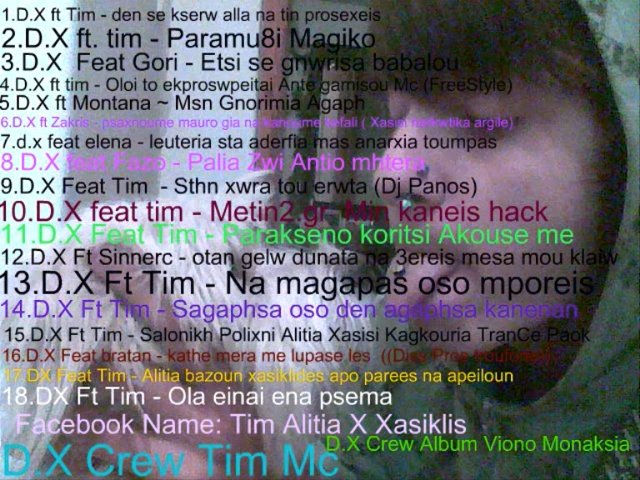 1.D.X ft Tim - den se kserw alla na tin prosexeis
2.D.X ft. tim - Paramu8i Magiko
3.D.X Feat Gori - Etsi se gnwrisa babalou
4.D.X ft tim - Oloi to ekproswpeitai Ante gamisou Mc (FreeStyle)
5.D.X ft Montana ~ Msn Gnorimia Agaph
6.D.X ft Zakris - psaxnoume mauro gia na kanoume kefali ( Xasini argile)
7.d.x feat elena - leuteria sta aderfia mas anarxia toumpas
8.D.X feat Fazo - Palia Zwi Antio mhtera
9.D.X Feat Tim - Sthn xwra tou erwta (Dj Panos)
10.D.X feat tim - Metin2.gr Min kaneis hack
11.D.X Feat Tim - Parakseno koritsi Akouse me
12.D.X Ft Sinnerc - otan gelw dunata na 3ereis mesa mou klaiw
13.D.X Ft Tim - Na magapas oso mporeis
14.D.X Ft Tim - Sagaphsa oso den agaphsa kanenan
15.D.X Ft Tim - Salonikh Polixni Alitia Xasisi Kagkouria TranCe Paok
16.D.X Feat bratan - kathe mera me lupase les
17.DX Feat Tim - Alitia bazoun xasiklides apo parees na apeiloun
18.DX Ft Tim - Ola einai ena psema
Facebook Name: Tim Alitia X Xasiklis
D.X Crew Album Viono Monaksia
D.X Crew Tim Mc